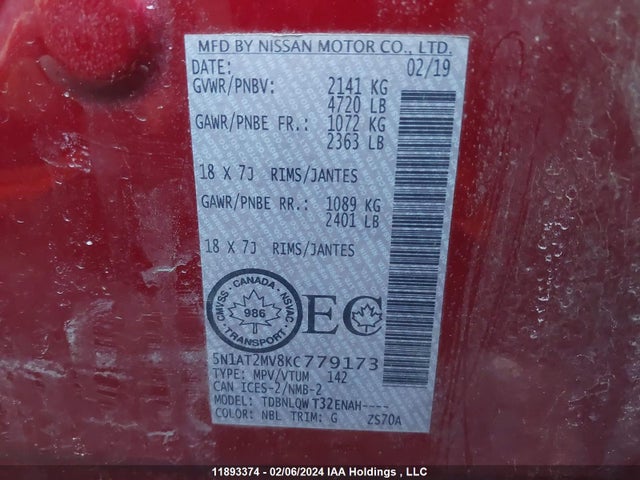 MFD BY NISSAN MOTOR CO., LTD.
DATE: 02/19
GVWR/PNBV: 2141 KG
4720 LB
GAWR/PNBE FR.: 1072 KG
2363 LB
18 X 7J RIMS/JANTES
GAWR/PNBE RR.: 1089 KG
2401 LB
18 X 7J RIMS/JANTES
CANADA
CMVSS 986 NSVAC
TRANSPORT
EC
5N1AT2MV8KC779173
TYPE: MPV/VTUM 142
CAN ICES-2/NMB-2
MODEL: TDBNLQW T32ENAH----
COLOR: NBL TRIM: G ZS70A
11893374 - 02/06/2024 IAA Holdings , LLC